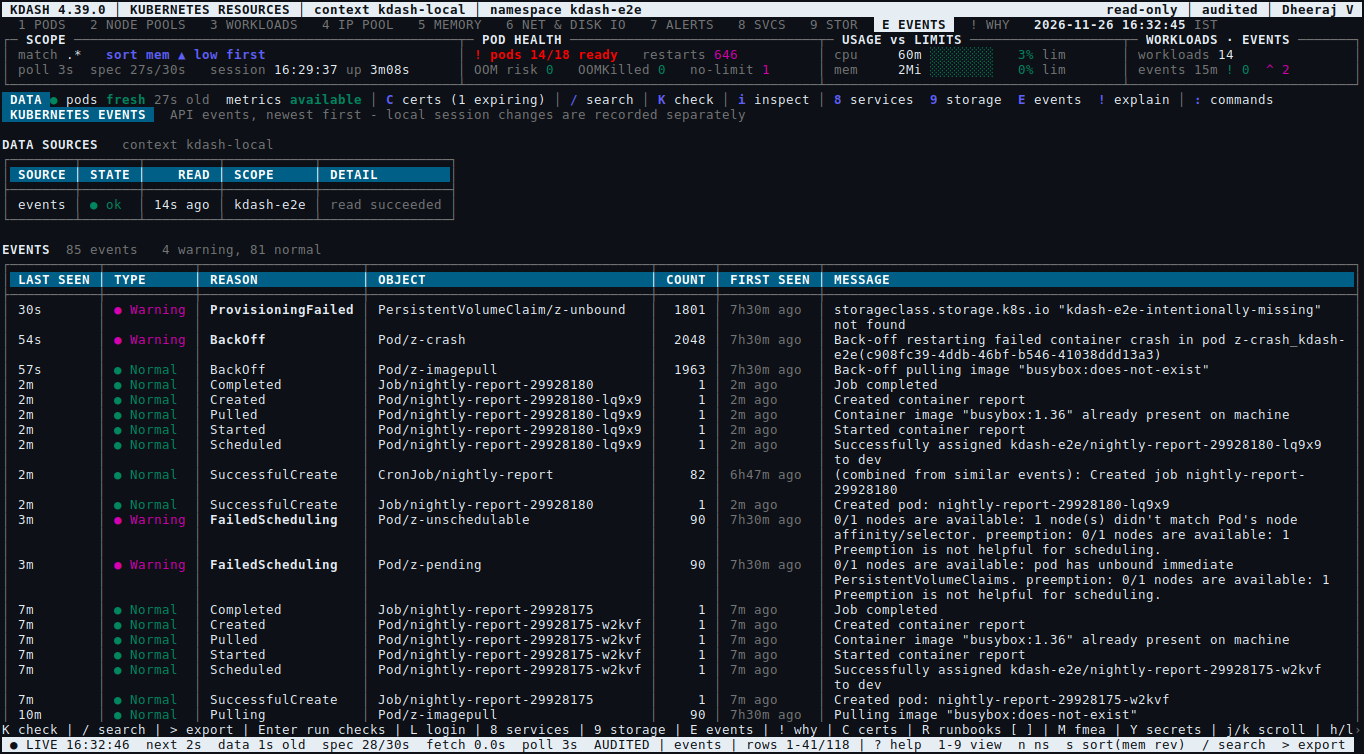 KDASH 4.39.0 │ KUBERNETES RESOURCES │ context kdash-local │ namespace kdash-e2e read-only │ audited │ Dheeraj V
1 PODS 2 NODE POOLS 3 WORKLOADS 4 IP POOL 5 MEMORY 6 NET & DISK IO 7 ALERTS 8 SVCS 9 STOR E EVENTS ! WHY 2026-11-26 16:32:45 IST
SCOPE POD HEALTH USAGE vs LIMITS WORKLOADS · EVENTS
match .* sort mem ▲ low first ! pods 14/18 ready restarts 646 cpu 60m 3% lim workloads 14
poll 3s spec 27s/30s session 16:29:37 up 3m08s OOM risk 0 OOMKilled 0 no-limit 1 mem 2Mi 0% lim events 15m ! 0 ^ 2
DATA ● pods fresh 27s old metrics available │ C certs (1 expiring) │ / search │ K check │ i inspect │ 8 services 9 storage E events ! explain │ : commands
KUBERNETES EVENTS API events, newest first - local session changes are recorded separately
DATA SOURCES context kdash-local
SOURCE │ STATE │ READ │ SCOPE │ DETAIL
events │ ● ok │ 14s ago │ kdash-e2e │ read succeeded
EVENTS 85 events 4 warning, 81 normal
LAST SEEN │ TYPE │ REASON │ OBJECT │ COUNT │ FIRST SEEN │ MESSAGE
30s │ ● Warning │ ProvisioningFailed │ PersistentVolumeClaim/z-unbound │ 1801 │ 7h30m ago │ storageclass.storage.k8s.io "kdash-e2e-intentionally-missing"
not found
54s │ ● Warning │ BackOff │ Pod/z-crash │ 2048 │ 7h30m ago │ Back-off restarting failed container crash in pod z-crash_kdash-
e2e(c908fc39-4ddb-46bf-b546-41038ddd13a3)
57s │ ● Normal │ BackOff │ Pod/z-imagepull │ 1963 │ 7h30m ago │ Back-off pulling image "busybox:does-not-exist"
2m │ ● Normal │ Completed │ Job/nightly-report-29928180 │ 1 │ 2m ago │ Job completed
2m │ ● Normal │ Created │ Pod/nightly-report-29928180-lq9x9 │ 1 │ 2m ago │ Created container report
2m │ ● Normal │ Pulled │ Pod/nightly-report-29928180-lq9x9 │ 1 │ 2m ago │ Container image "busybox:1.36" already present on machine
2m │ ● Normal │ Started │ Pod/nightly-report-29928180-lq9x9 │ 1 │ 2m ago │ Started container report
2m │ ● Normal │ Scheduled │ Pod/nightly-report-29928180-lq9x9 │ 1 │ 2m ago │ Successfully assigned kdash-e2e/nightly-report-29928180-lq9x9
to dev
2m │ ● Normal │ SuccessfulCreate │ CronJob/nightly-report │ 82 │ 6h47m ago │ (combined from similar events): Created job nightly-report-
29928180
2m │ ● Normal │ SuccessfulCreate │ Job/nightly-report-29928180 │ 1 │ 2m ago │ Created pod: nightly-report-29928180-lq9x9
3m │ ● Warning │ FailedScheduling │ Pod/z-unschedulable │ 90 │ 7h30m ago │ 0/1 nodes are available: 1 node(s) didn't match Pod's node
affinity/selector. preemption: 0/1 nodes are available: 1
Preemption is not helpful for scheduling.
3m │ ● Warning │ FailedScheduling │ Pod/z-pending │ 90 │ 7h30m ago │ 0/1 nodes are available: pod has unbound immediate
PersistentVolumeClaims. preemption: 0/1 nodes are available: 1
Preemption is not helpful for scheduling.
7m │ ● Normal │ Completed │ Job/nightly-report-29928175 │ 1 │ 7m ago │ Job completed
7m │ ● Normal │ Created │ Pod/nightly-report-29928175-w2kvf │ 1 │ 7m ago │ Created container report
7m │ ● Normal │ Pulled │ Pod/nightly-report-29928175-w2kvf │ 1 │ 7m ago │ Container image "busybox:1.36" already present on machine
7m │ ● Normal │ Started │ Pod/nightly-report-29928175-w2kvf │ 1 │ 7m ago │ Started container report
7m │ ● Normal │ Scheduled │ Pod/nightly-report-29928175-w2kvf │ 1 │ 7m ago │ Successfully assigned kdash-e2e/nightly-report-29928175-w2kvf
to dev
7m │ ● Normal │ SuccessfulCreate │ Job/nightly-report-29928175 │ 1 │ 7m ago │ Created pod: nightly-report-29928175-w2kvf
10m │ ● Normal │ Pulling │ Pod/z-imagepull │ 90 │ 7h30m ago │ Pulling image "busybox:does-not-exist"
K check | / search | > export | Enter run checks | L login | 8 services | 9 storage | E events | ! why | C certs | R runbooks [ ] | M fmea | Y secrets | j/k scroll | h/l›
● LIVE 16:32:46 next 2s data 1s old spec 28/30s fetch 0.0s poll 3s AUDITED │ events │ rows 1-41/118 │ ? help 1-9 view n ns s sort(mem rev) / search > export